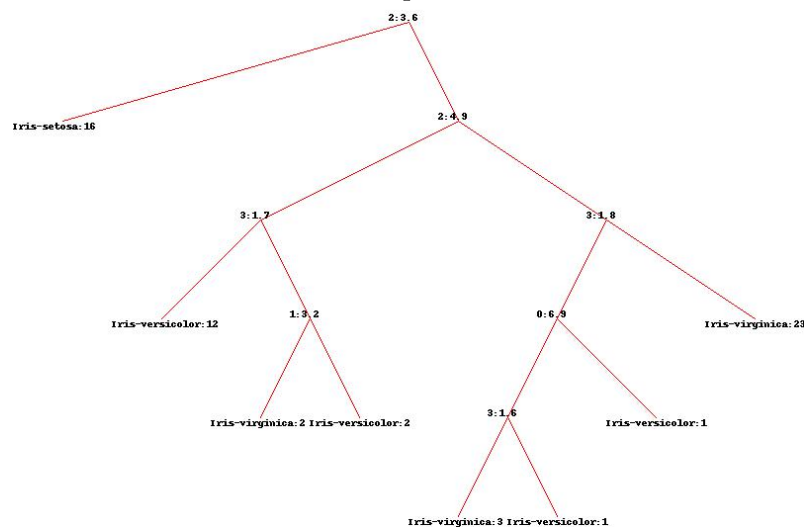 2:3.6
2:4.9
Iris-setosa:16
3:1.7
3:1.8
Iris-versicolor:12
1:3.2
0:6.9
Iris-virginica:23
Iris-virginica:2
Iris-versicolor:2
3:1.6
Iris-versicolor:1
Iris-virginica:3
Iris-versicolor:1